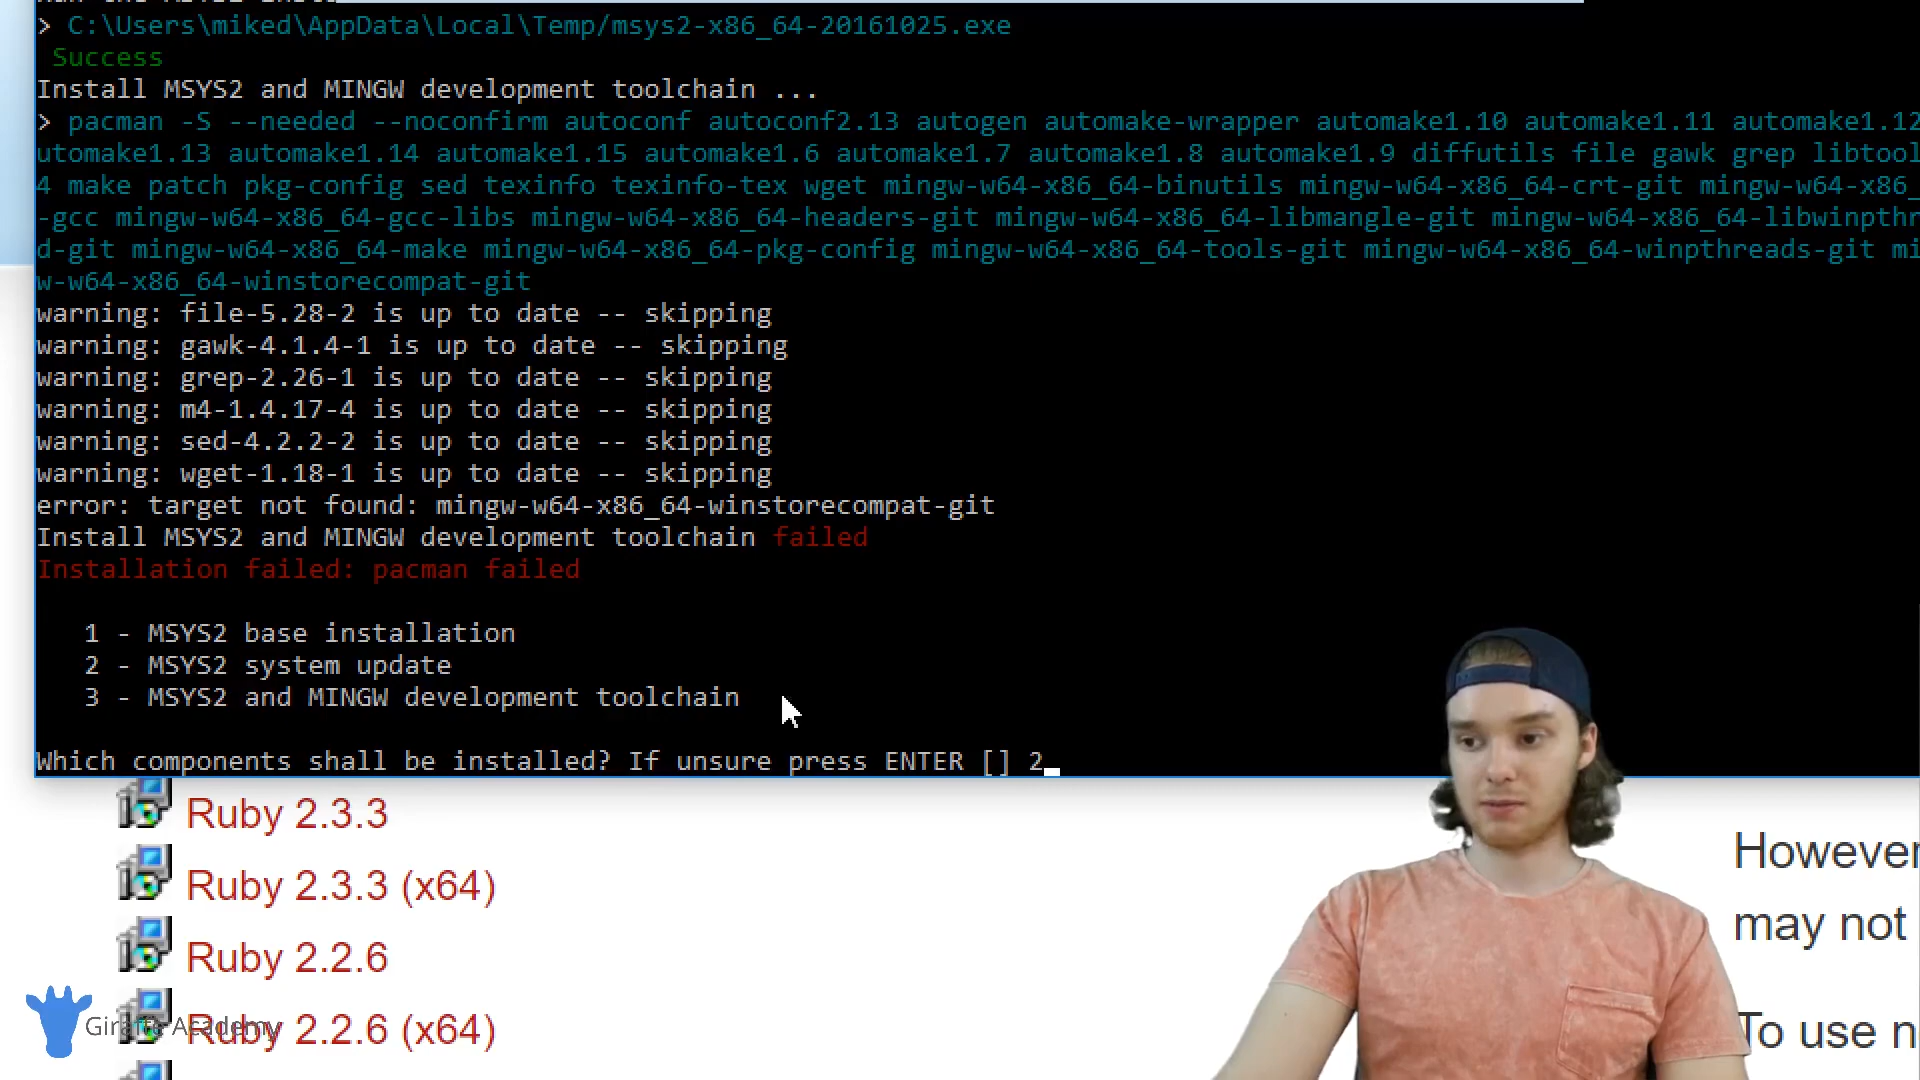 > C:\Users\miked\AppData\Local\Temp/msys2-x86_64-20161025.exe
Success
Install MSYS2 and MINGW development toolchain ...
> pacman -S --needed --noconfirm autoconf autoconf2.13 autogen automake-wrapper automake1.10 automake1.11 automake1.12
utomake1.13 automake1.14 automake1.15 automake1.6 automake1.7 automake1.8 automake1.9 diffutils file gawk grep libtool
4 make patch pkg-config sed texinfo texinfo-tex wget mingw-w64-x86_64-binutils mingw-w64-x86_64-crt-git mingw-w64-x86_
-gcc mingw-w64-x86_64-gcc-libs mingw-w64-x86_64-headers-git mingw-w64-x86_64-libmangle-git mingw-w64-x86_64-libwinpthr
d-git mingw-w64-x86_64-make mingw-w64-x86_64-pkg-config mingw-w64-x86_64-tools-git mingw-w64-x86_64-winpthreads-git mi
w-w64-x86_64-winstorecompat-git
warning: file-5.28-2 is up to date -- skipping
warning: gawk-4.1.4-1 is up to date -- skipping
warning: grep-2.26-1 is up to date -- skipping
warning: m4-1.4.17-4 is up to date -- skipping
warning: sed-4.2.2-2 is up to date -- skipping
warning: wget-1.18-1 is up to date -- skipping
error: target not found: mingw-w64-x86_64-winstorecompat-git
Install MSYS2 and MINGW development toolchain failed
Installation failed: pacman failed
1 - MSYS2 base installation
2 - MSYS2 system update
3 - MSYS2 and MINGW development toolchain
Which components shall be installed? If unsure press ENTER [] 2
Ruby 2.3.3
Ruby 2.3.3 (x64)
Ruby 2.2.6
Ruby 2.2.6 (x64)
Giraffe Academy
However
may not
To use n